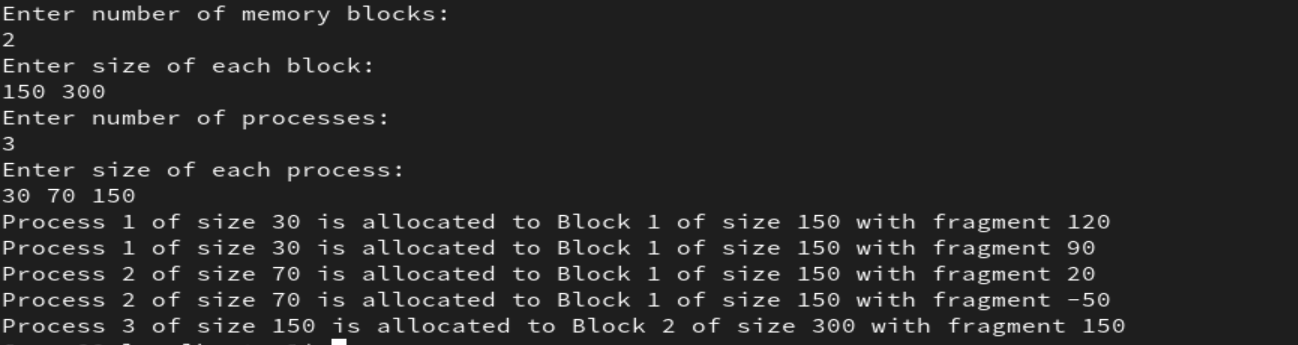 Enter number of memory blocks:
2
Enter size of each block:
150 300
Enter number of processes:
3
Enter size of each process:
30 70 150
Process 1 of size 30 is allocated to Block 1 of size 150 with fragment 120
Process 1 of size 30 is allocated to Block 1 of size 150 with fragment 90
Process 2 of size 70 is allocated to Block 1 of size 150 with fragment 20
Process 2 of size 70 is allocated to Block 1 of size 150 with fragment -50
Process 3 of size 150 is allocated to Block 2 of size 300 with fragment 150